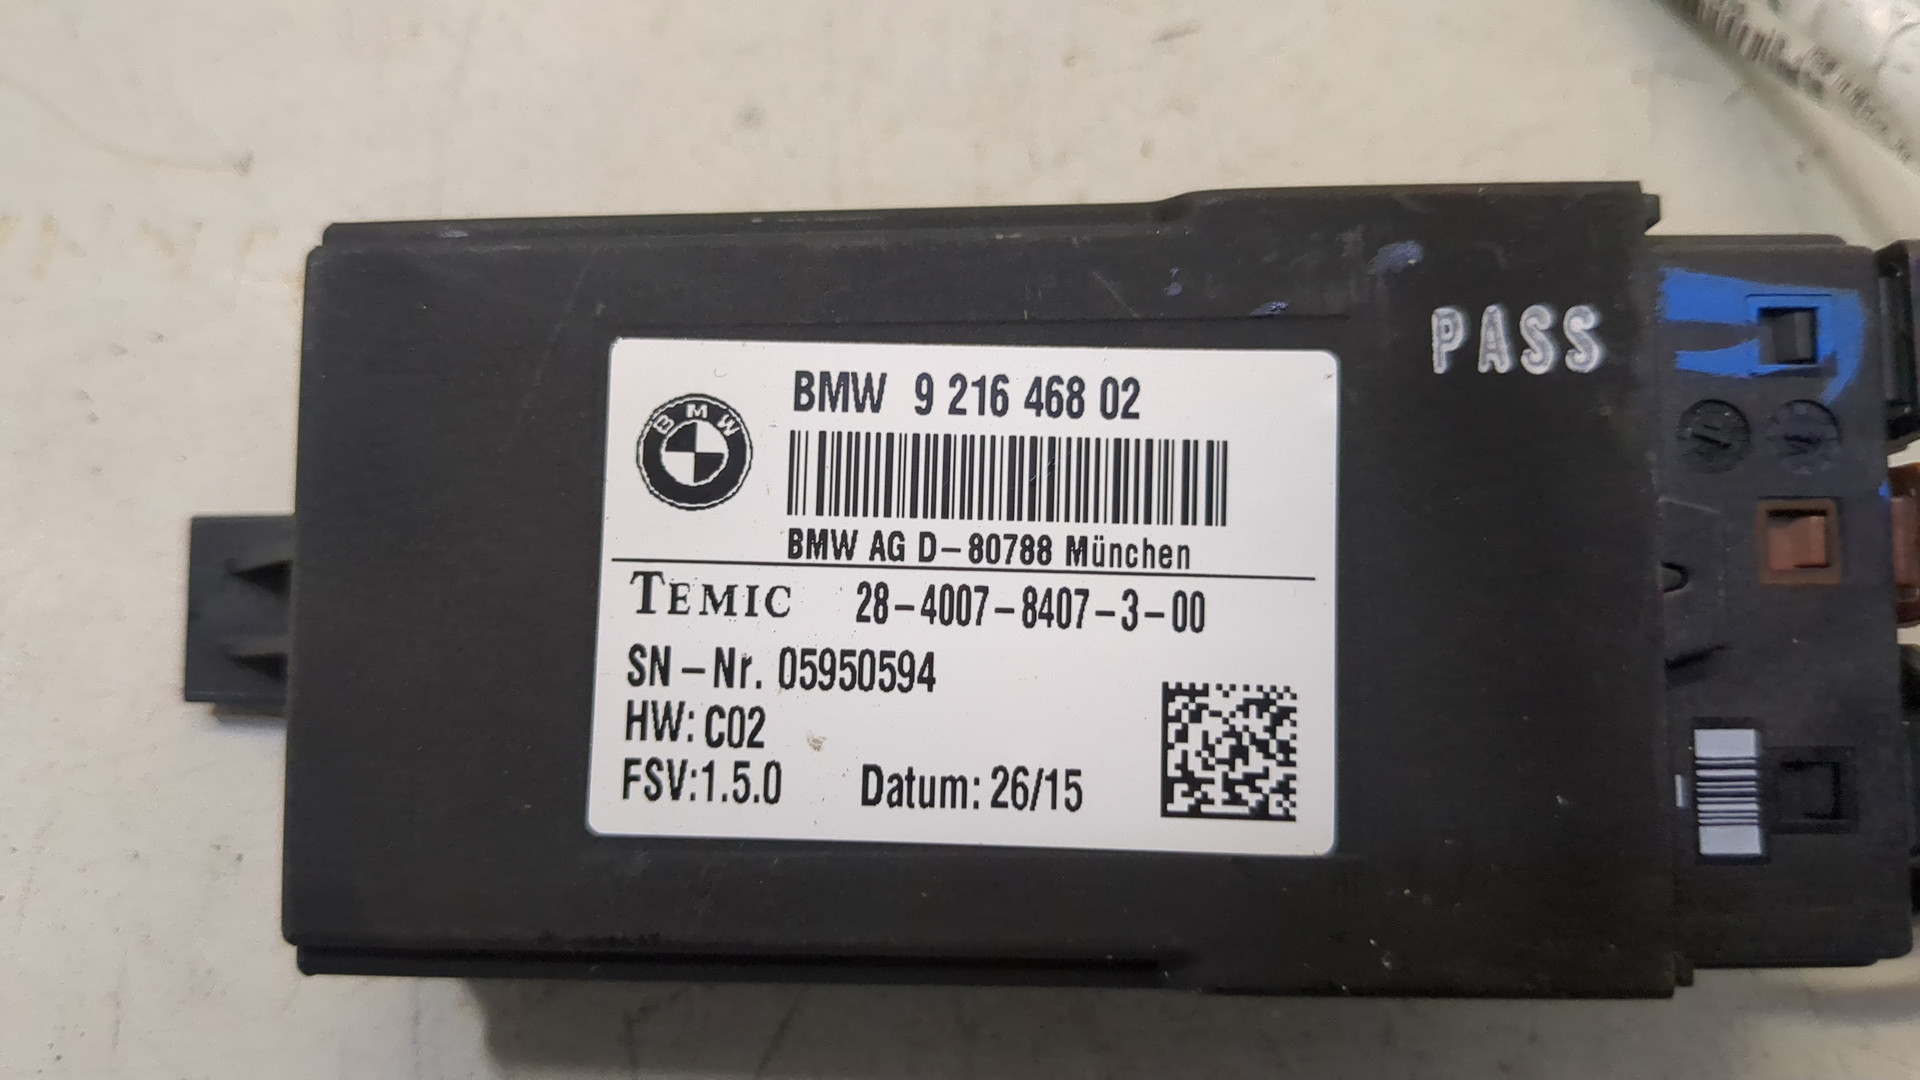 PASS
BMW 9 216 468 02
BMW
BMW AG D-80788 München
TEMIC 28-4007-8407-3-00
SN-Nr. 05950594
HW: C02
FSV:1.5.0 Datum: 26/15